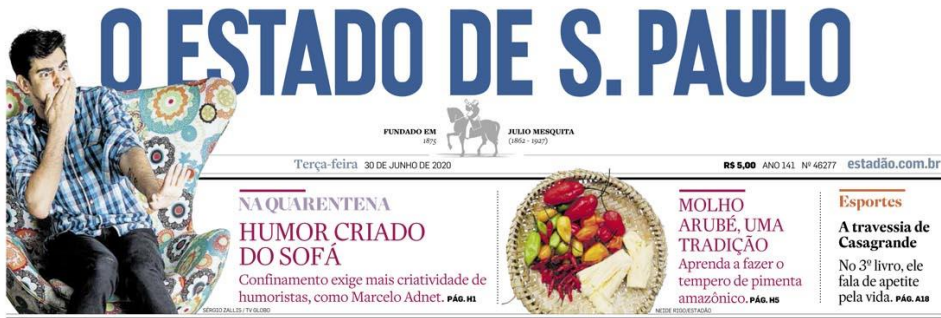 O ESTADO DE S. PAULO
FUNDADO EM
1875
JULIO MESQUITA
(1862 - 1927)
Terça-feira 30 DE JUNHO DE 2020
R$ 5,00 ANO 141 Nº 46277 estadão.com.br
NA QUARENTENA
HUMOR CRIADO
DO SOFÁ
Confinamento exige mais criatividade de
humoristas, como Marcelo Adnet. PÁG. H1
SÉRGIO ZALLIS / TV GLOBO
MOLHO
ARUBÉ, UMA
TRADIÇÃO
Aprenda a fazer o
tempero de pimenta
amazônico. PÁG. H5
NEIDE RIGO/ESTADÃO
Esportes
A travessia de
Casagrande
No 3º livro, ele
fala de apetite
pela vida. PÁG. A18